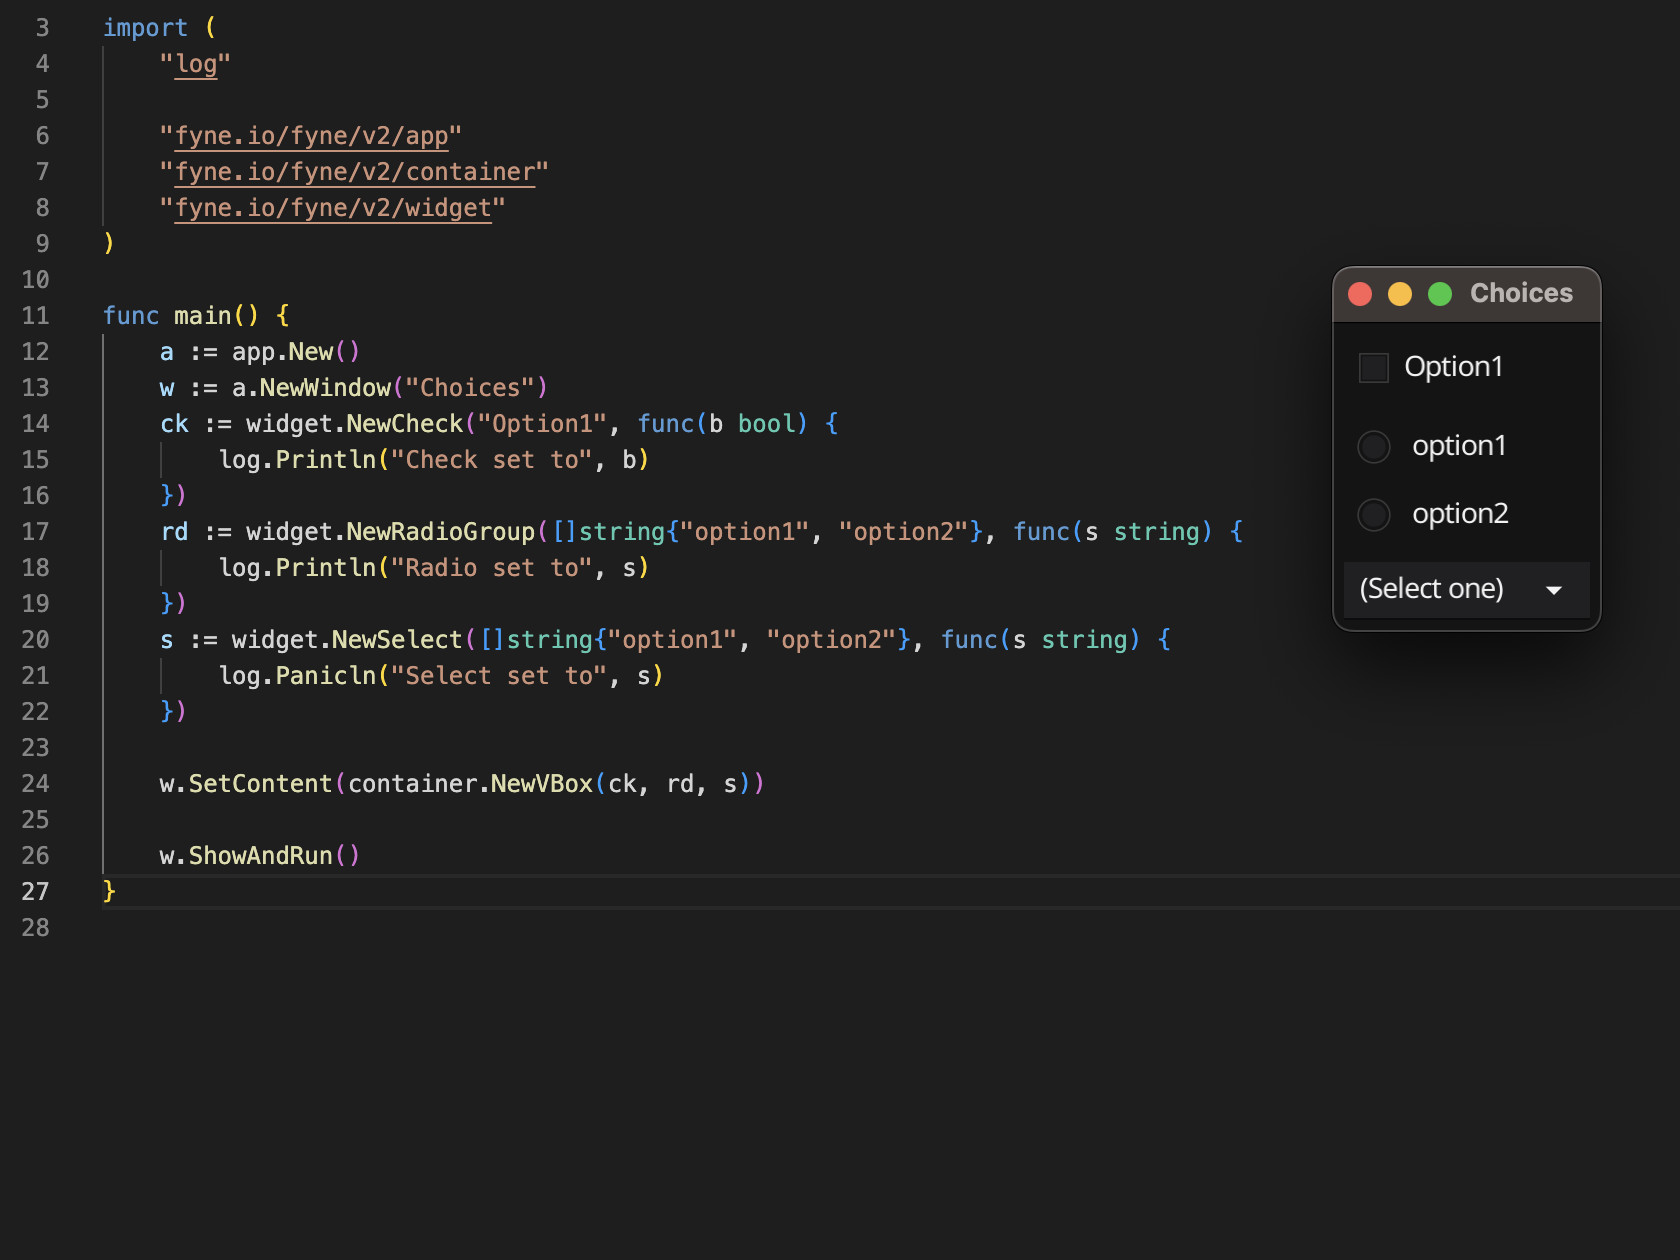 3 import (
4 "log"
5
6 "fyne.io/fyne/v2/app"
7 "fyne.io/fyne/v2/container"
8 "fyne.io/fyne/v2/widget"
9 )
10
11 func main() {
12 a := app.New()
13 w := a.NewWindow("Choices")
14 ck := widget.NewCheck("Option1", func(b bool) {
15 log.Println("Check set to", b)
16 })
17 rd := widget.NewRadioGroup([]string{"option1", "option2"}, func(s string) {
18 log.Println("Radio set to", s)
19 })
20 s := widget.NewSelect([]string{"option1", "option2"}, func(s string) {
21 log.Panicln("Select set to", s)
22 })
23
24 w.SetContent(container.NewVBox(ck, rd, s))
25
26 w.ShowAndRun()
27 }
28
Choices
Option1
option1
option2
(Select one)